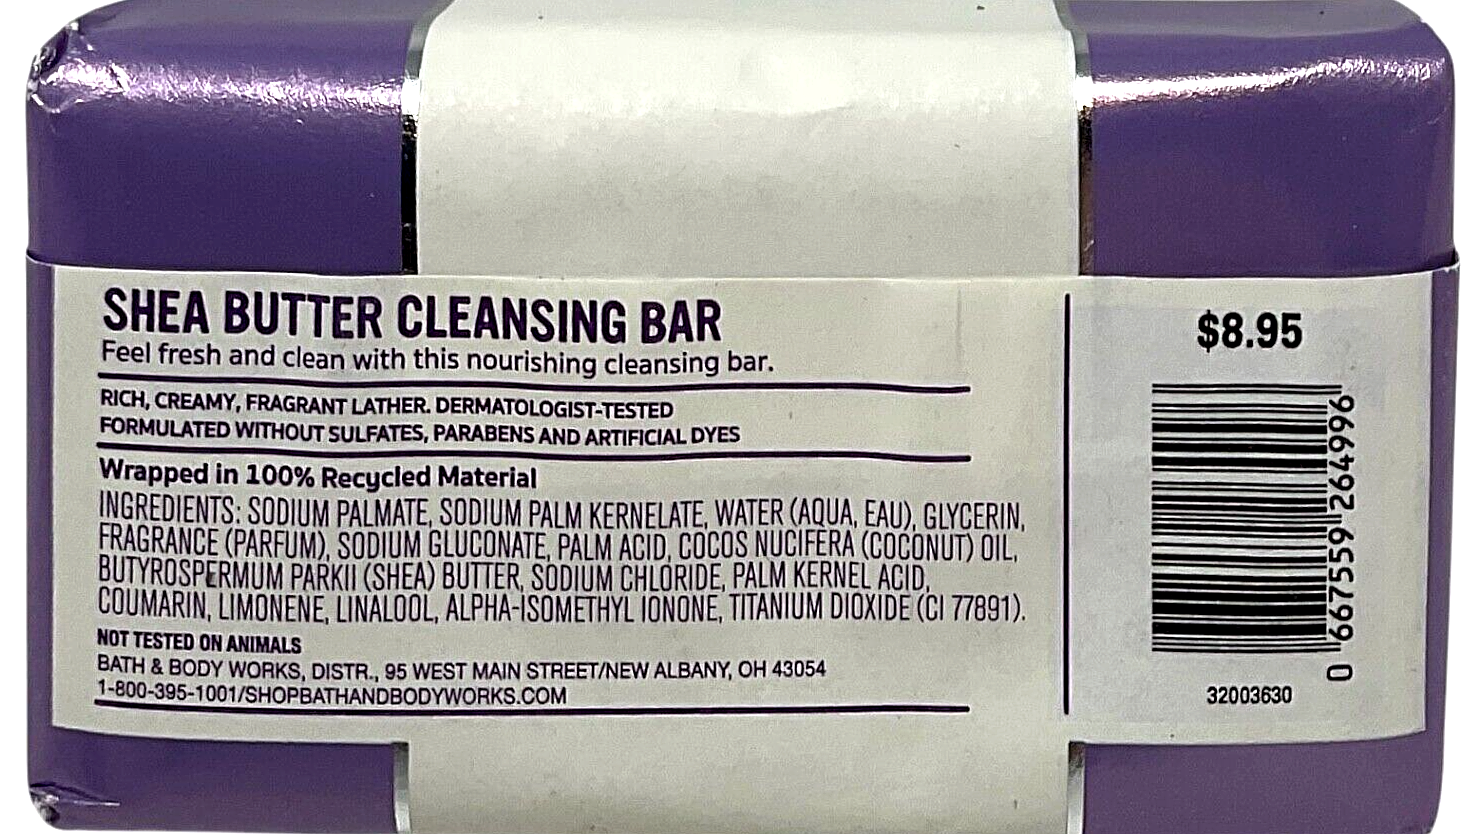 SHEA BUTTER CLEANSING BAR
Feel fresh and clean with this nourishing cleansing bar.
RICH, CREAMY, FRAGRANT LATHER. DERMATOLOGIST-TESTED
FORMULATED WITHOUT SULFATES, PARABENS AND ARTIFICIAL DYES
Wrapped in 100% Recycled Material
INGREDIENTS: SODIUM PALMATE, SODIUM PALM KERNELATE, WATER (AQUA, EAU), GLYCERIN,
FRAGRANCE (PARFUM), SODIUM GLUCONATE, PALM ACID, COCOS NUCIFERA (COCONUT) OIL,
BUTYROSPERMUM PARKII (SHEA) BUTTER, SODIUM CHLORIDE, PALM KERNEL ACID,
COUMARIN, LIMONENE, LINALOOL, ALPHA-ISOMETHYL IONONE, TITANIUM DIOXIDE (CI 77891).
NOT TESTED ON ANIMALS
BATH & BODY WORKS, DISTR., 95 WEST MAIN STREET/NEW ALBANY, OH 43054
1-800-395-1001/SHOPBATHANDBODYWORKS.COM
$8.95
0 667559 264996
32003630